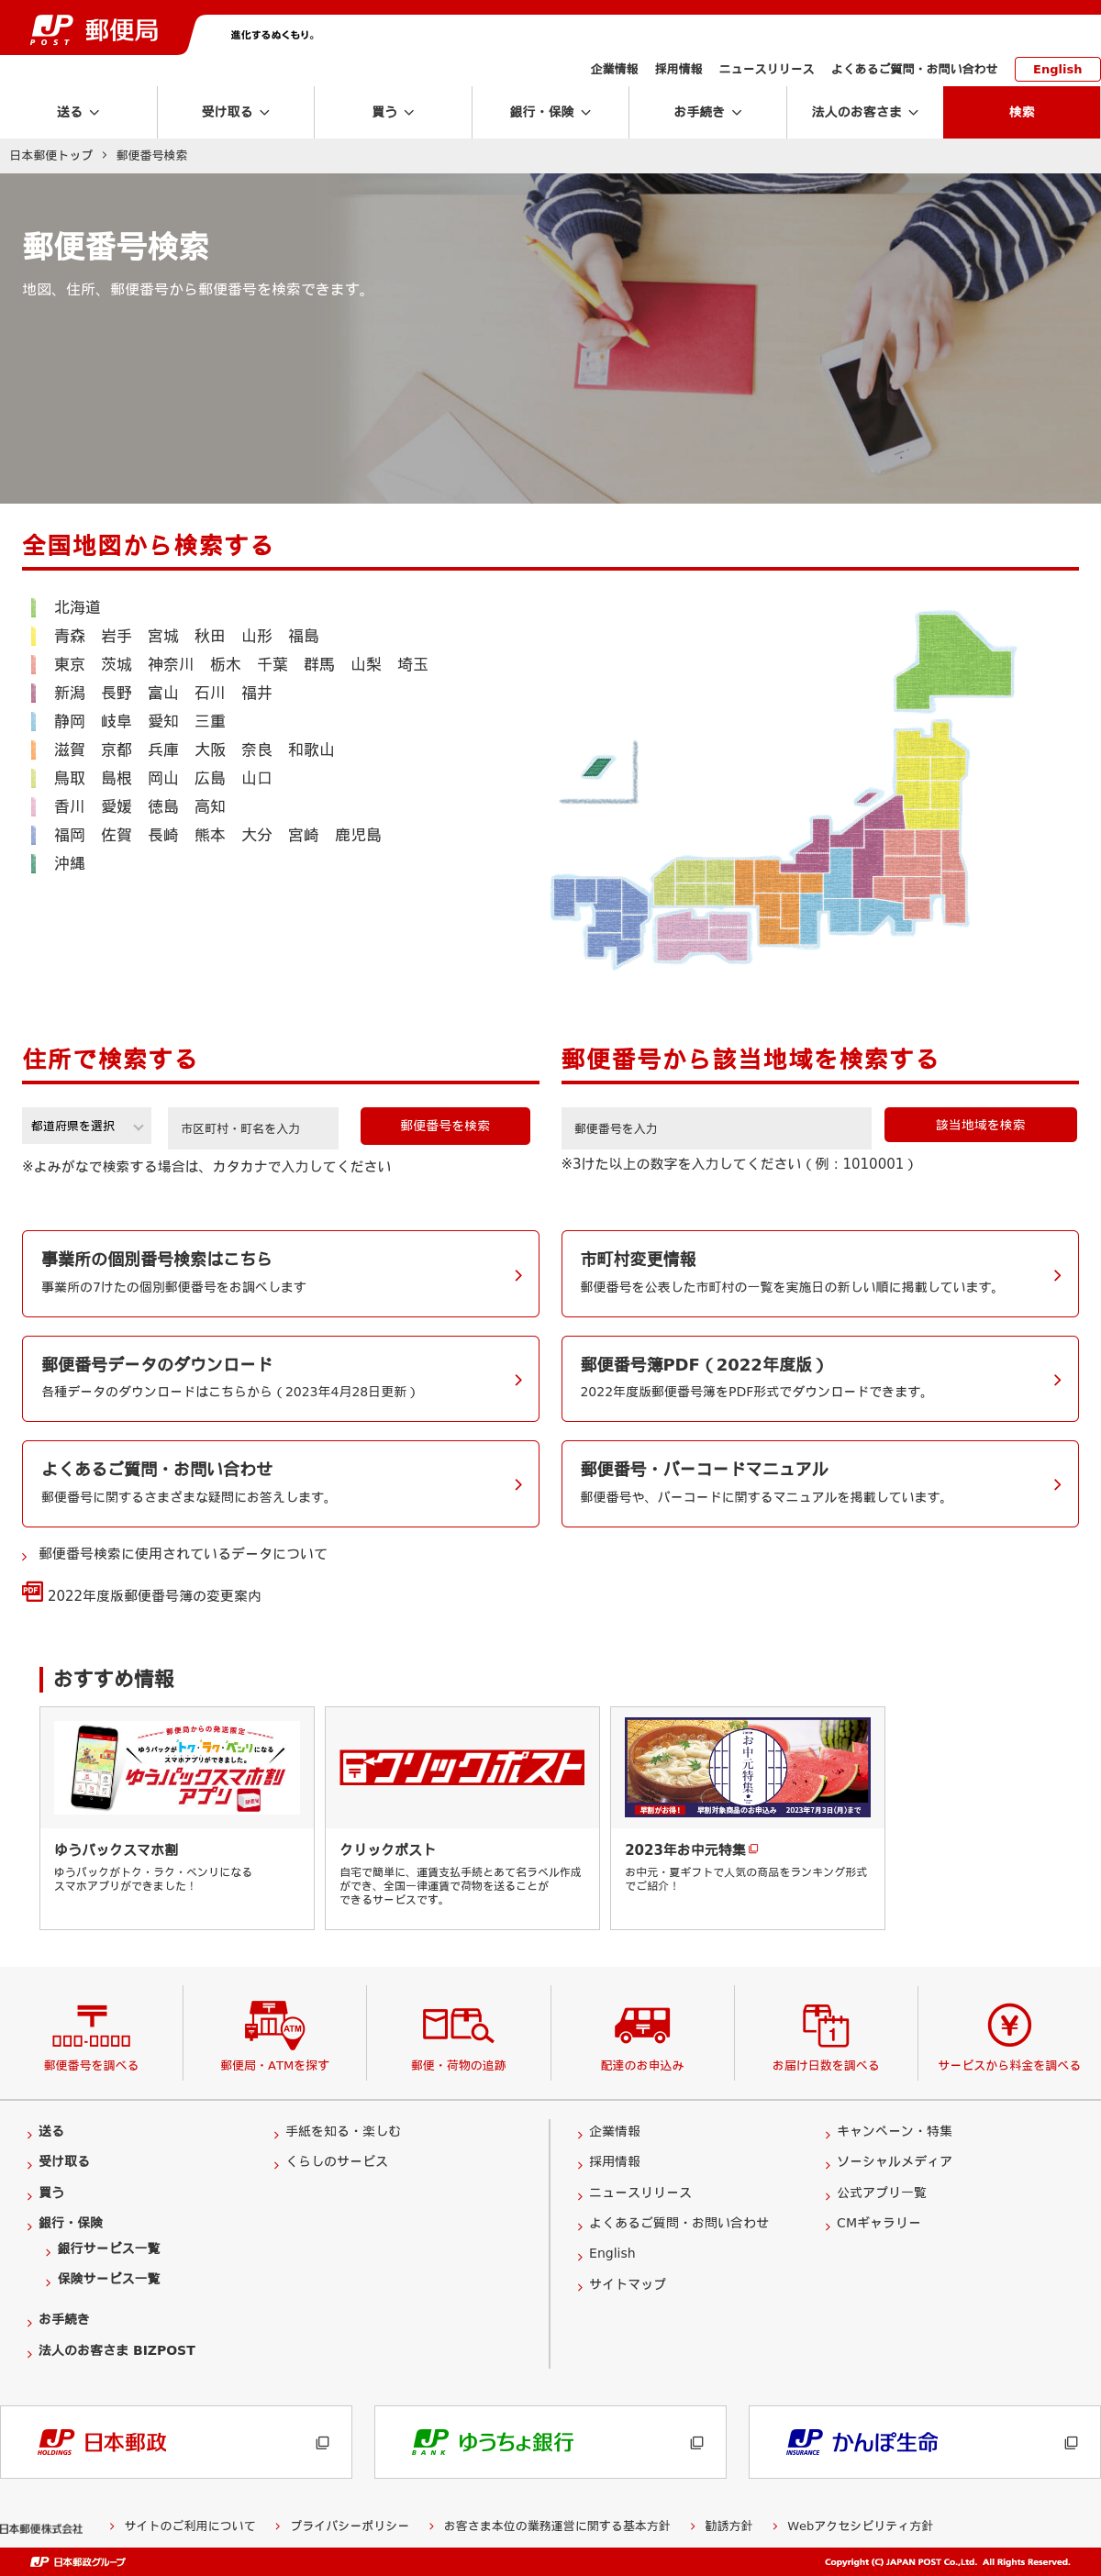 JP POST 郵便局
進化するぬくもり。
企業情報 採用情報 ニュースリリース よくあるご質問・お問い合わせ English
送る 受け取る 買う 銀行・保険 お手続き 法人のお客さま 検索
日本郵便トップ > 郵便番号検索
郵便番号検索
地図、住所、郵便番号から郵便番号を検索できます。
全国地図から検索する
北海道
青森 岩手 宮城 秋田 山形 福島
東京 茨城 神奈川 栃木 千葉 群馬 山梨 埼玉
新潟 長野 富山 石川 福井
静岡 岐阜 愛知 三重
滋賀 京都 兵庫 大阪 奈良 和歌山
鳥取 島根 岡山 広島 山口
香川 愛媛 徳島 高知
福岡 佐賀 長崎 熊本 大分 宮崎 鹿児島
沖縄
住所で検索する
都道府県を選択 市区町村・町名を入力 郵便番号を検索
※よみがなで検索する場合は、カタカナで入力してください
郵便番号から該当地域を検索する
郵便番号を入力 該当地域を検索
※3けた以上の数字を入力してください（例：1010001）
事業所の個別番号検索はこちら
事業所の7けたの個別郵便番号をお調べします
市町村変更情報
郵便番号を公表した市町村の一覧を実施日の新しい順に掲載しています。
郵便番号データのダウンロード
各種データのダウンロードはこちらから（2023年4月28日更新）
郵便番号簿PDF（2022年度版）
2022年度版郵便番号簿をPDF形式でダウンロードできます。
よくあるご質問・お問い合わせ
郵便番号に関するさまざまな疑問にお答えします。
郵便番号・バーコードマニュアル
郵便番号や、バーコードに関するマニュアルを掲載しています。
郵便番号検索に使用されているデータについて
PDF 2022年度版郵便番号簿の変更案内
おすすめ情報
郵便局からの発送限定
ゆうパックがトク・ラク・ベンリになる
スマホアプリができました。
ゆうパックスマホ割
アプリ
ゆうパックスマホ割
ゆうパックがトク・ラク・ベンリになる
スマホアプリができました！
クリックポスト
クリックポスト
自宅で簡単に、運賃支払手続とあて名ラベル作成
ができ、全国一律運賃で荷物を送ることが
できるサービスです。
お中元特集
早割がお得！ 早割対象商品のお申込み 2023年7月3日(月)まで
2023年お中元特集
お中元・夏ギフトで人気の商品をランキング形式
でご紹介！
郵便番号を調べる
ATM
郵便局・ATMを探す
郵便・荷物の追跡
配達のお申込み
1
お届け日数を調べる
¥
サービスから料金を調べる
送る
受け取る
買う
銀行・保険
銀行サービス一覧
保険サービス一覧
お手続き
法人のお客さま BIZPOST
手紙を知る・楽しむ
くらしのサービス
企業情報
採用情報
ニュースリリース
よくあるご質問・お問い合わせ
English
サイトマップ
キャンペーン・特集
ソーシャルメディア
公式アプリ一覧
CMギャラリー
JP HOLDINGS 日本郵政
JP BANK ゆうちょ銀行
JP INSURANCE かんぽ生命
日本郵便株式会社 サイトのご利用について プライバシーポリシー お客さま本位の業務運営に関する基本方針 勧誘方針 Webアクセシビリティ方針
JP 日本郵政グループ
Copyright (C) JAPAN POST Co.,Ltd. All Rights Reserved.